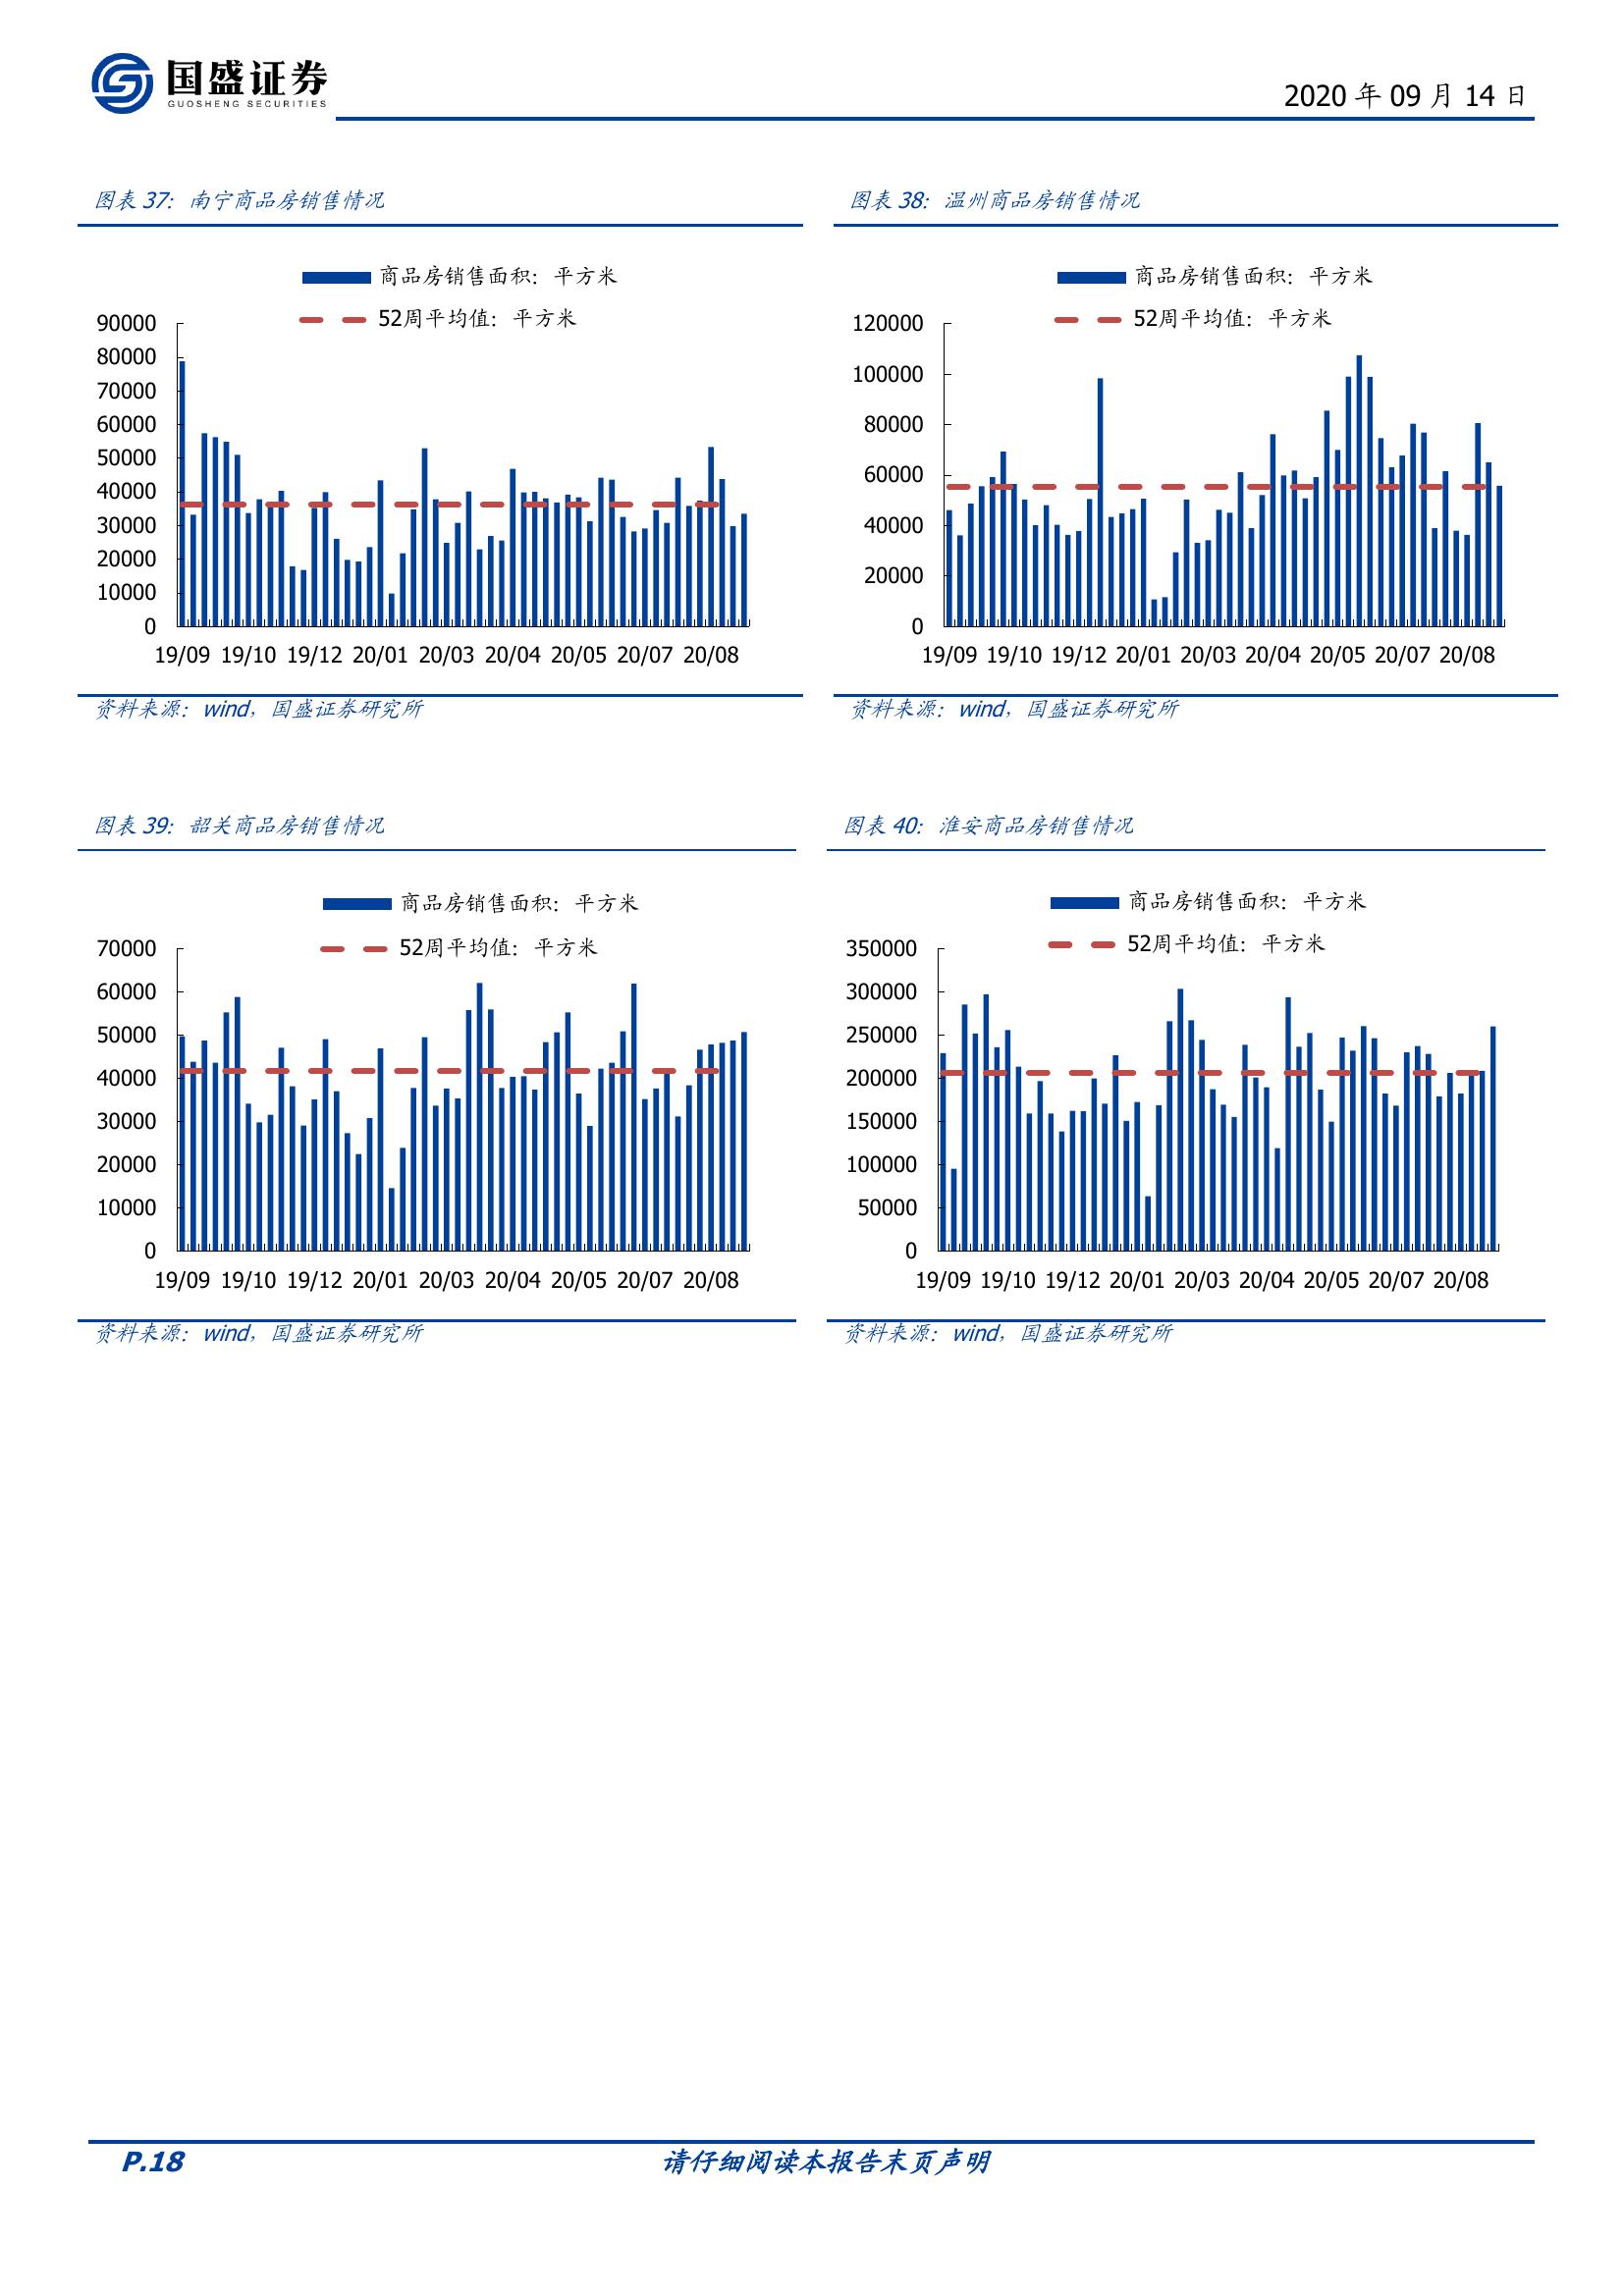 国盛证券
GUOSHENG SECURITIES
2020 年 09 月 14 日
图表 37：南宁商品房销售情况
商品房销售面积：平方米
52周平均值：平方米
90000
80000
70000
60000
50000
40000
30000
20000
10000
0
19/09 19/10 19/12 20/01 20/03 20/04 20/05 20/07 20/08
资料来源：wind，国盛证券研究所
图表 38：温州商品房销售情况
商品房销售面积：平方米
52周平均值：平方米
120000
100000
80000
60000
40000
20000
0
19/09 19/10 19/12 20/01 20/03 20/04 20/05 20/07 20/08
资料来源：wind，国盛证券研究所
图表 39：韶关商品房销售情况
商品房销售面积：平方米
52周平均值：平方米
70000
60000
50000
40000
30000
20000
10000
0
19/09 19/10 19/12 20/01 20/03 20/04 20/05 20/07 20/08
资料来源：wind，国盛证券研究所
图表 40：淮安商品房销售情况
商品房销售面积：平方米
52周平均值：平方米
350000
300000
250000
200000
150000
100000
50000
0
19/09 19/10 19/12 20/01 20/03 20/04 20/05 20/07 20/08
资料来源：wind，国盛证券研究所
P.18
请仔细阅读本报告末页声明